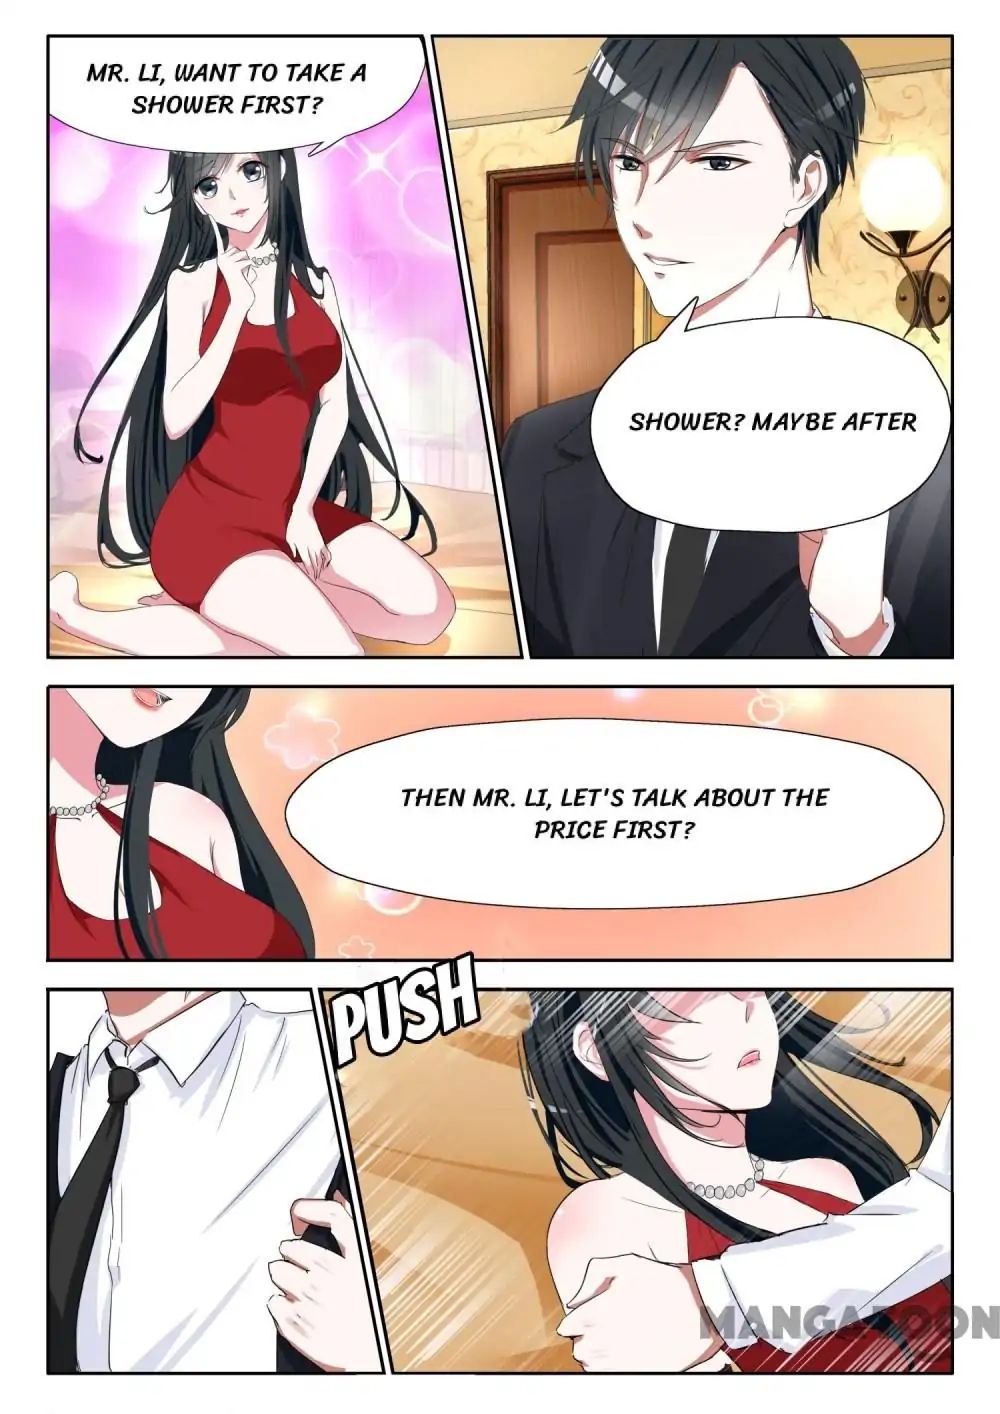 MR. LI, WANT TO TAKE A
SHOWER FIRST?
SHOWER? MAYBE AFTER
THEN MR. LI, LET'S TALK ABOUT THE
PRICE FIRST?
PUSH
MANGATOON